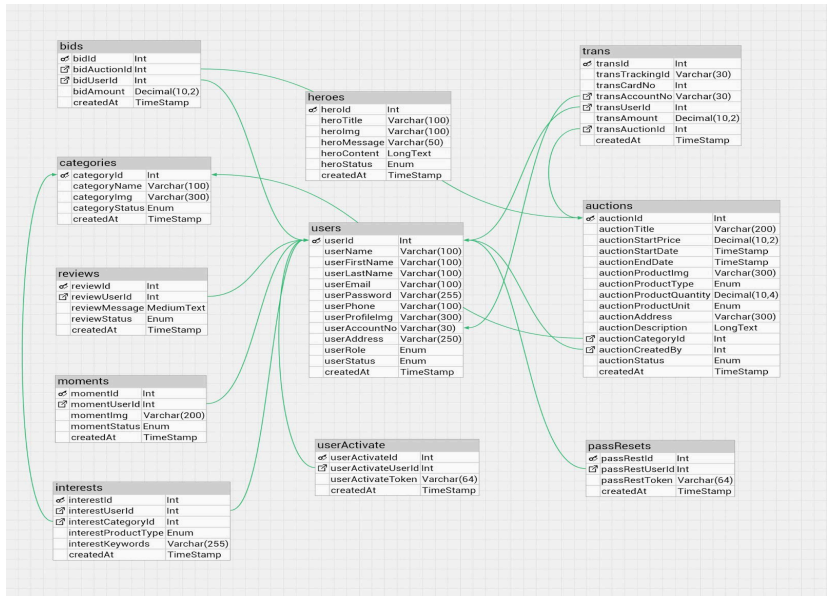 bids
bidId Int
bidAuctionId Int
bidUserId Int
bidAmount Decimal(10,2)
createdAt TimeStamp
heroes
heroId Int
heroTitle Varchar(100)
heroImg Varchar(100)
heroMessage Varchar(50)
heroContent LongText
heroStatus Enum
createdAt TimeStamp
trans
transId Int
transTrackingId Varchar(30)
transCardNo Int
transAccountNo Varchar(30)
transUserId Int
transAmount Decimal(10,2)
transAuctionId Int
createdAt TimeStamp
categories
categoryId Int
categoryName Varchar(100)
categoryImg Varchar(300)
categoryStatus Enum
createdAt TimeStamp
users
userId Int
userName Varchar(100)
userFirstName Varchar(100)
userLastName Varchar(100)
userEmail Varchar(100)
userPassword Varchar(255)
userPhone Varchar(100)
userProfileImg Varchar(300)
userAccountNo Varchar(30)
userAddress Varchar(250)
userRole Enum
userStatus Enum
createdAt TimeStamp
auctions
auctionId Int
auctionTitle Varchar(200)
auctionStartPrice Decimal(10,2)
auctionStartDate TimeStamp
auctionEndDate TimeStamp
auctionProductImg Varchar(300)
auctionProductType Enum
auctionProductQuantity Decimal(10,4)
auctionProductUnit Enum
auctionAddress Varchar(300)
auctionDescription LongText
auctionCategoryId Int
auctionCreatedBy Int
auctionStatus Enum
createdAt TimeStamp
reviews
reviewId Int
reviewUserId Int
reviewMessage MediumText
reviewStatus Enum
createdAt TimeStamp
moments
momentId Int
momentUserId Int
momentImg Varchar(200)
momentStatus Enum
createdAt TimeStamp
userActivate
userActivateId Int
userActivateUserId Int
userActivateToken Varchar(64)
createdAt TimeStamp
passResets
passRestId Int
passRestUserId Int
passRestToken Varchar(64)
createdAt TimeStamp
interests
interestId Int
interestUserId Int
interestCategoryId Int
interestProductType Enum
interestKeywords Varchar(255)
createdAt TimeStamp